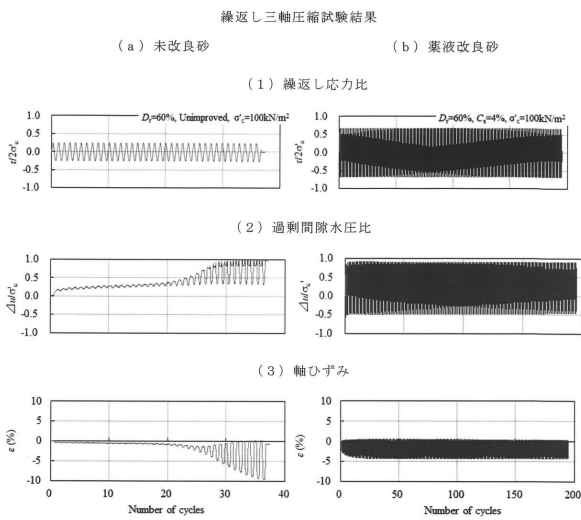 繰返し三軸圧縮試験結果
(a)未改良砂
(b)薬液改良砂
(1)繰返し応力比
Dr=60%, Unimproved, σ'c=100kN/m²
τ/2σ'c
1.0
0.5
0.0
-0.5
-1.0
Dr=60%, Cs=4%, σ'c=100kN/m²
τ/2σ'c
1.0
0.5
0.0
-0.5
-1.0
(2)過剰間隙水圧比
Δu/σ'c
1.0
0.5
0.0
-0.5
-1.0
Δu/σc'
1.0
0.5
0.0
-0.5
-1.0
(3)軸ひずみ
ε (%)
10
5
0
-5
-10
0 10 20 30 40
Number of cycles
ε (%)
10
5
0
-5
-10
0 50 100 150 200
Number of cycles